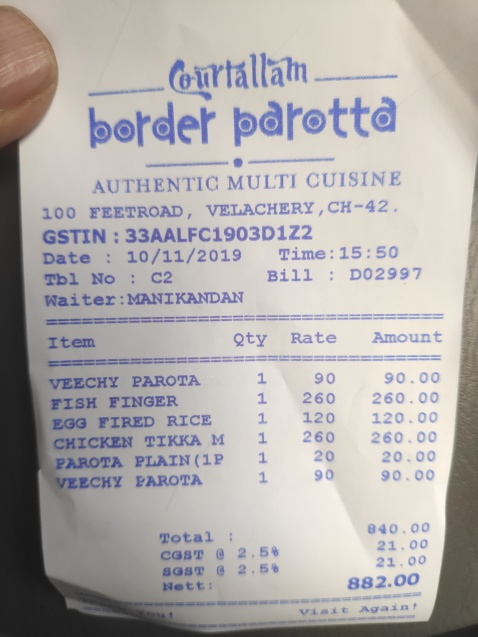 Courtallam
border parotta
AUTHENTIC MULTI CUISINE
100 FEETROAD, VELACHERY,CH-42.
GSTIN : 33AALFC1903D1Z2
Date : 10/11/2019 Time:15:50
Tbl No : C2 Bill : D02997
Waiter:MANIKANDAN
Item Qty Rate Amount
VEECHY PAROTA 1 90 90.00
FISH FINGER 1 260 260.00
EGG FIRED RICE 1 120 120.00
CHICKEN TIKKA M 1 260 260.00
PAROTA PLAIN(1P 1 20 20.00
VEECHY PAROTA 1 90 90.00
Total : 840.00
CGST @ 2.5% 21.00
SGST @ 2.5% 21.00
Nett: 882.00
Visit Again!